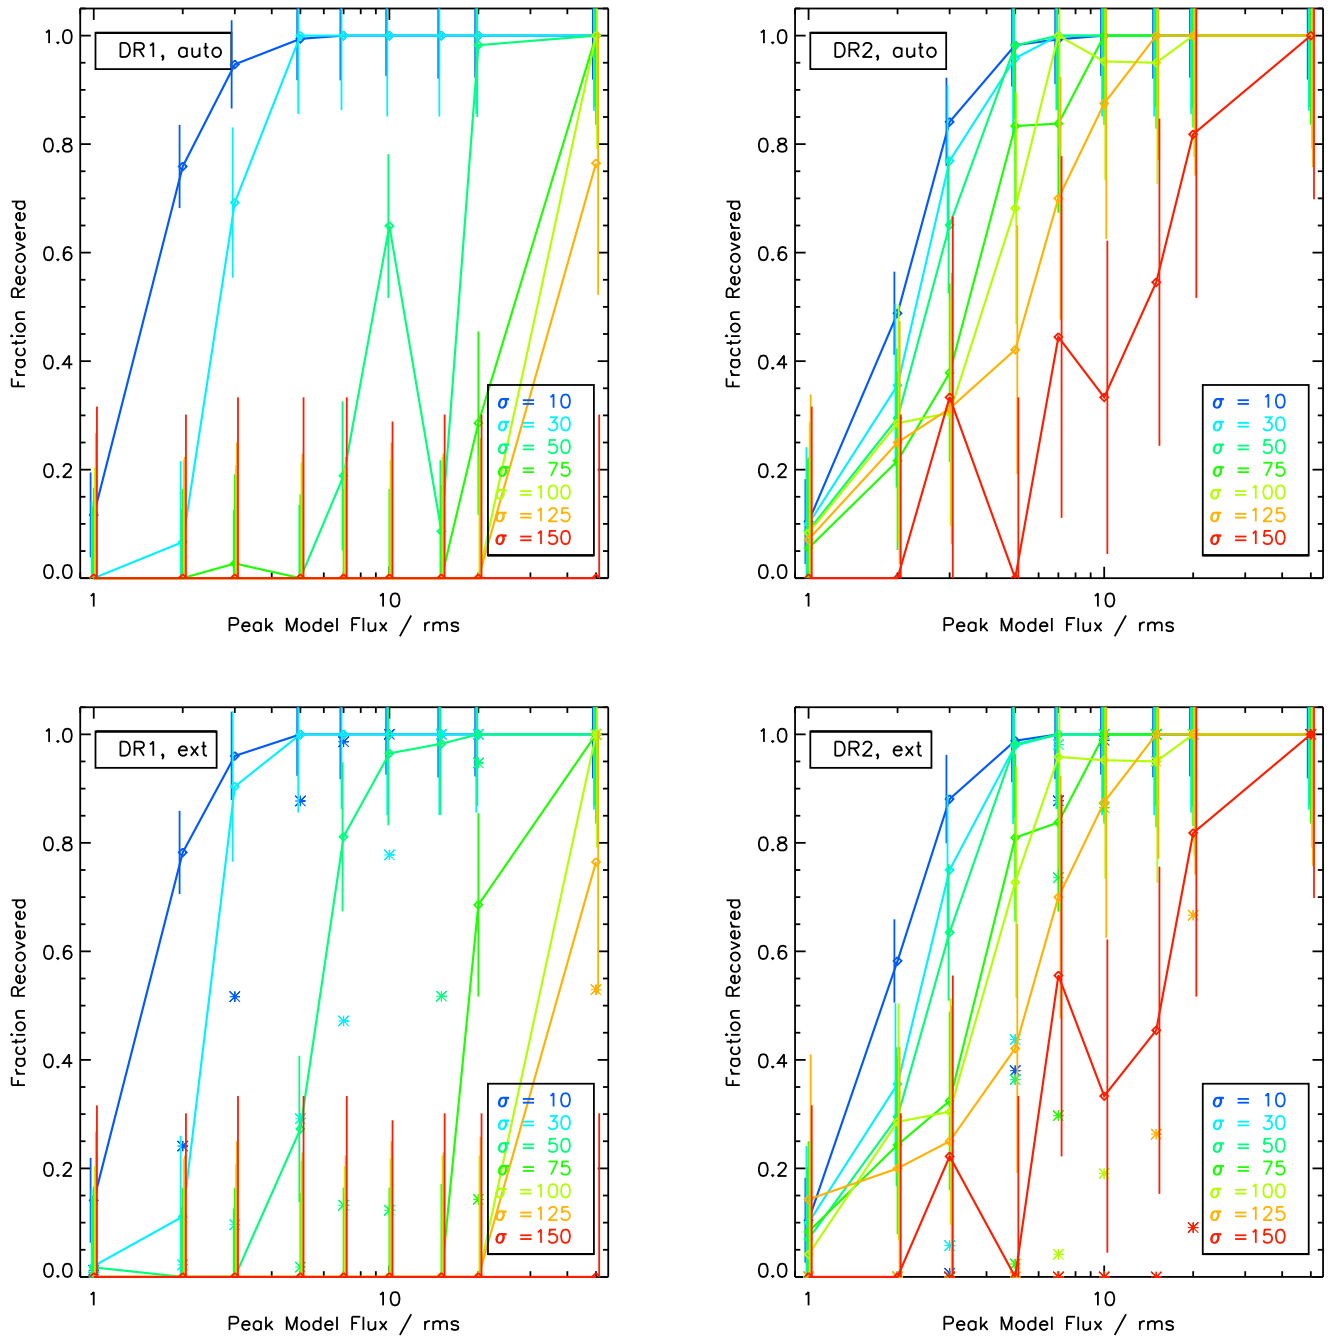 DR1, auto
1.0
0.8
0.6
0.4
0.2
0.0
Fraction Recovered
σ = 10
σ = 30
σ = 50
σ = 75
σ =100
σ =125
σ =150
1
10
Peak Model Flux / rms
DR2, auto
1.0
0.8
0.6
0.4
0.2
0.0
Fraction Recovered
σ = 10
σ = 30
σ = 50
σ = 75
σ =100
σ =125
σ =150
1
10
Peak Model Flux / rms
DR1, ext
1.0
0.8
0.6
0.4
0.2
0.0
Fraction Recovered
σ = 10
σ = 30
σ = 50
σ = 75
σ =100
σ =125
σ =150
1
10
Peak Model Flux / rms
DR2, ext
1.0
0.8
0.6
0.4
0.2
0.0
Fraction Recovered
σ = 10
σ = 30
σ = 50
σ = 75
σ =100
σ =125
σ =150
1
10
Peak Model Flux / rms